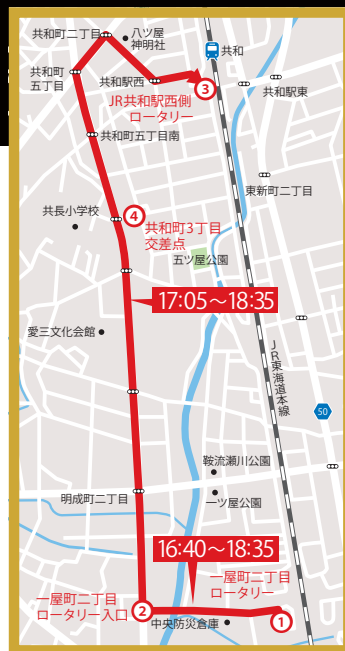 共和町二丁目
八ツ屋
神明社
共和
共和町
五丁目
共和駅西
3
共和駅東
JR共和駅西側
ロータリー
共和町五丁目南
東新町二丁目
共長小学校
4
共和町3丁目
交差点
五ツ屋公園
17:05〜18:35
愛三文化会館
JR東海道本線
50
鞍流瀬川公園
明成町二丁目
一ツ屋公園
16:40〜18:35
一屋町二丁目
ロータリー
一屋町二丁目
ロータリー入口
2
中央防災倉庫
1